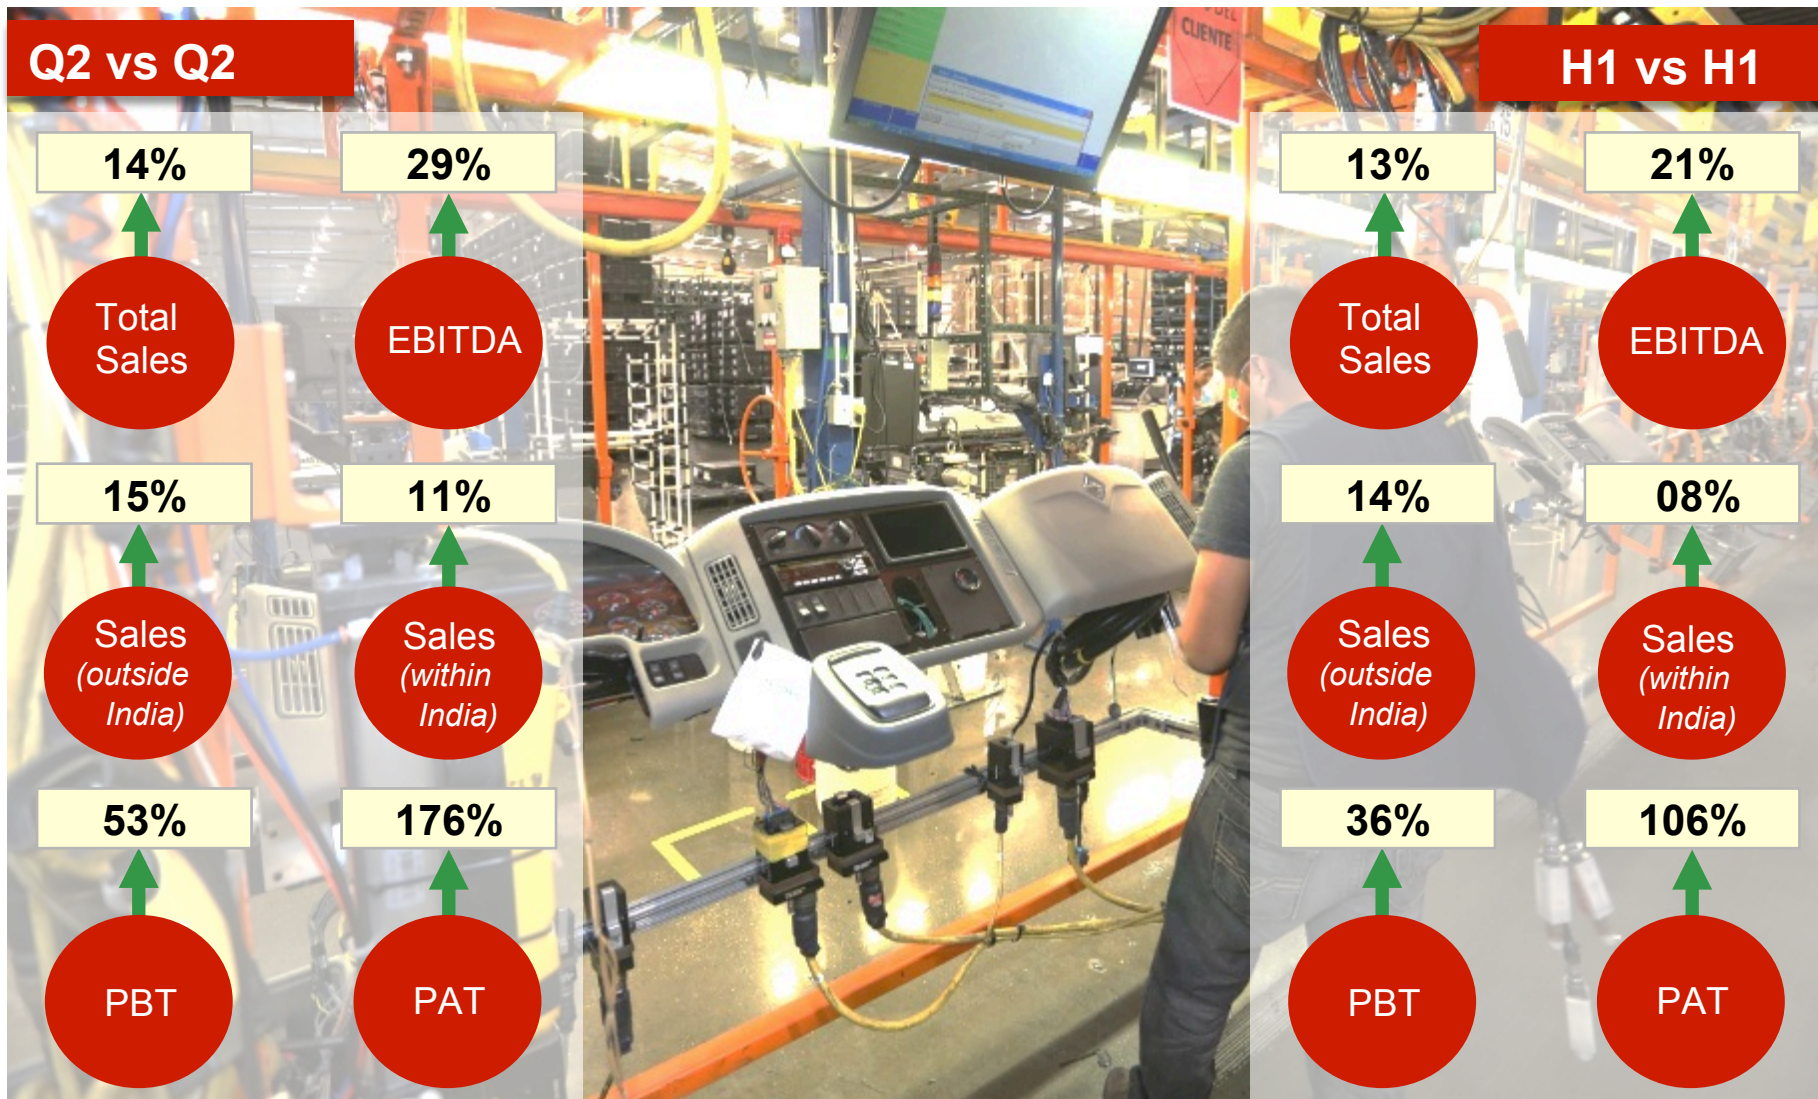 Q2 vs Q2
14%
29%
Total
Sales
EBITDA
15%
11%
Sales
(outside
India)
Sales
(within
India)
53%
176%
PBT
PAT
CLIENTE
H1 vs H1
13%
21%
Total
Sales
EBITDA
14%
08%
Sales
(outside
India)
Sales
(within
India)
36%
106%
PBT
PAT